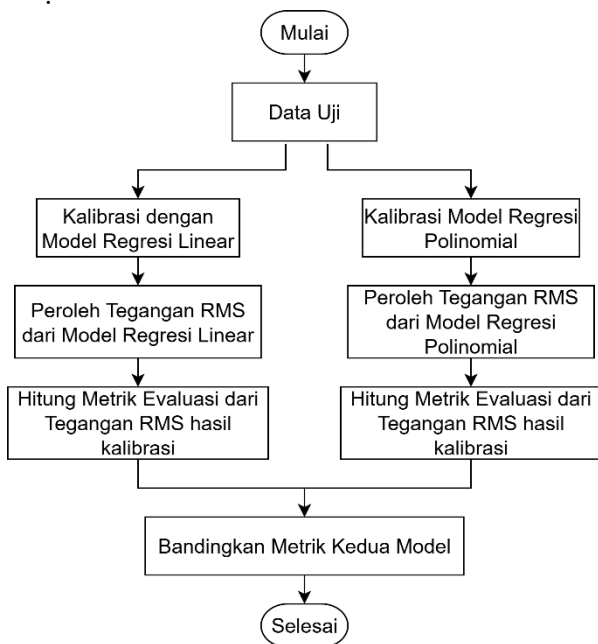 Mulai
Data Uji
Kalibrasi dengan
Model Regresi Linear
Peroleh Tegangan RMS
dari Model Regresi Linear
Hitung Metrik Evaluasi dari
Tegangan RMS hasil
kalibrasi
Kalibrasi Model Regresi
Polinomial
Peroleh Tegangan RMS
dari Model Regresi
Polinomial
Hitung Metrik Evaluasi dari
Tegangan RMS hasil
kalibrasi
Bandingkan Metrik Kedua Model
Selesai